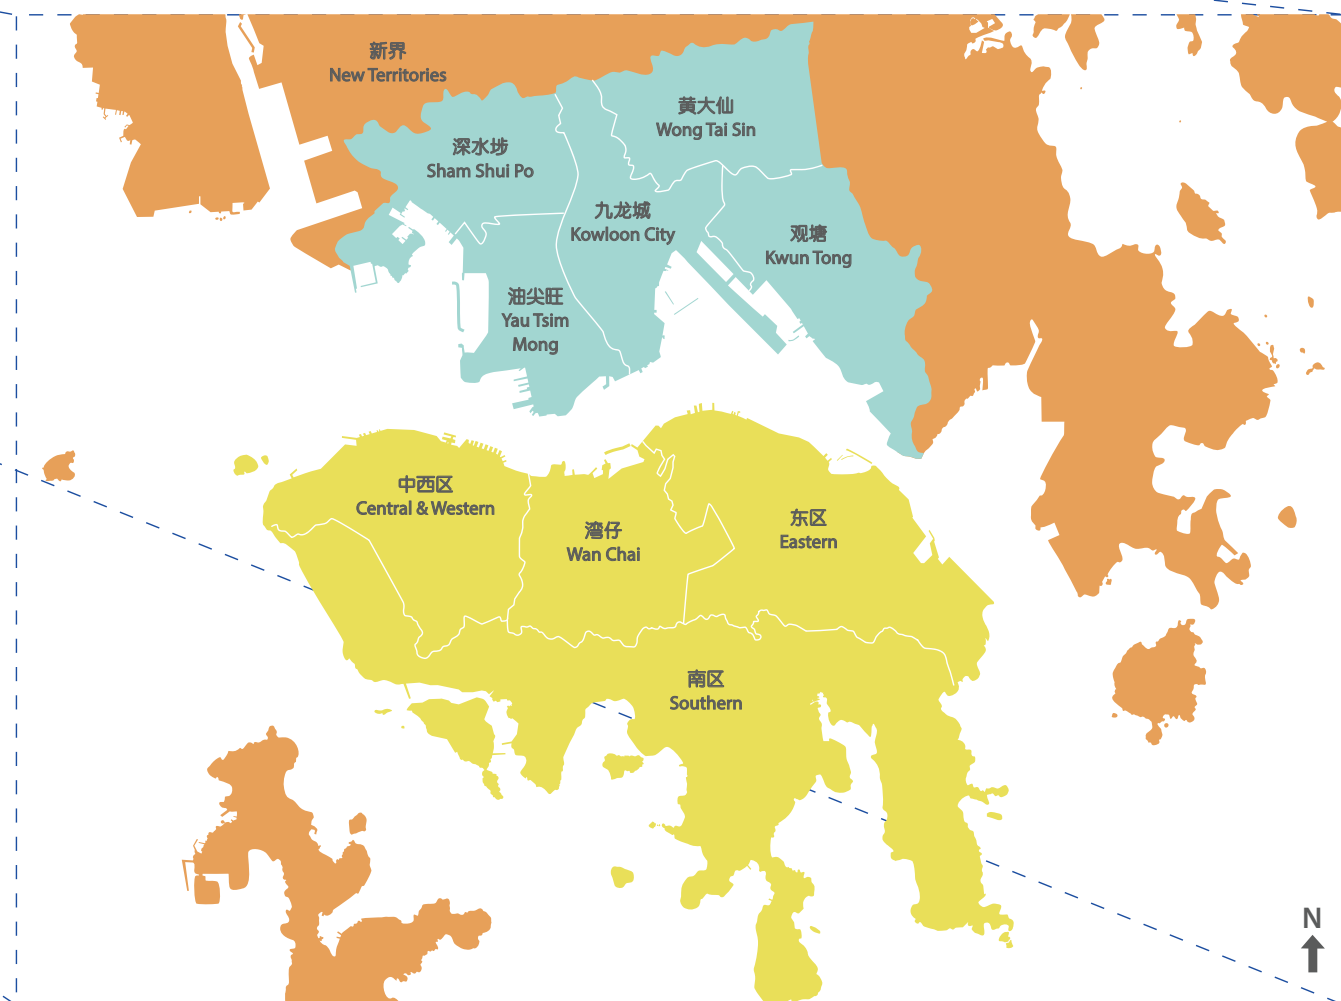 新界
New Territories
黄大仙
Wong Tai Sin
深水埗
Sham Shui Po
九龙城
Kowloon City
观塘
Kwun Tong
油尖旺
Yau Tsim
Mong
中西区
Central & Western
湾仔
Wan Chai
东区
Eastern
南区
Southern
N